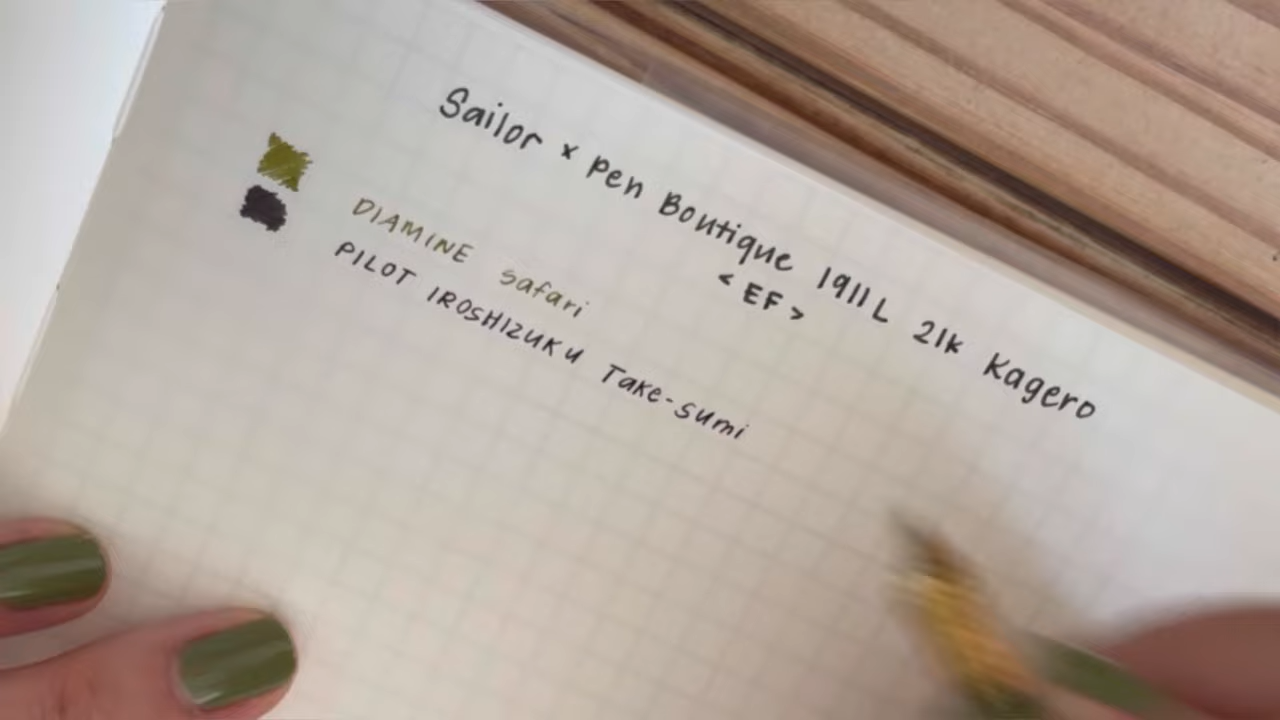 Sailor x Pen Boutique 1911L 21k Kagero
<EF>
DIAMINE Safari
PILOT IROSHIZUKU Take-sumi